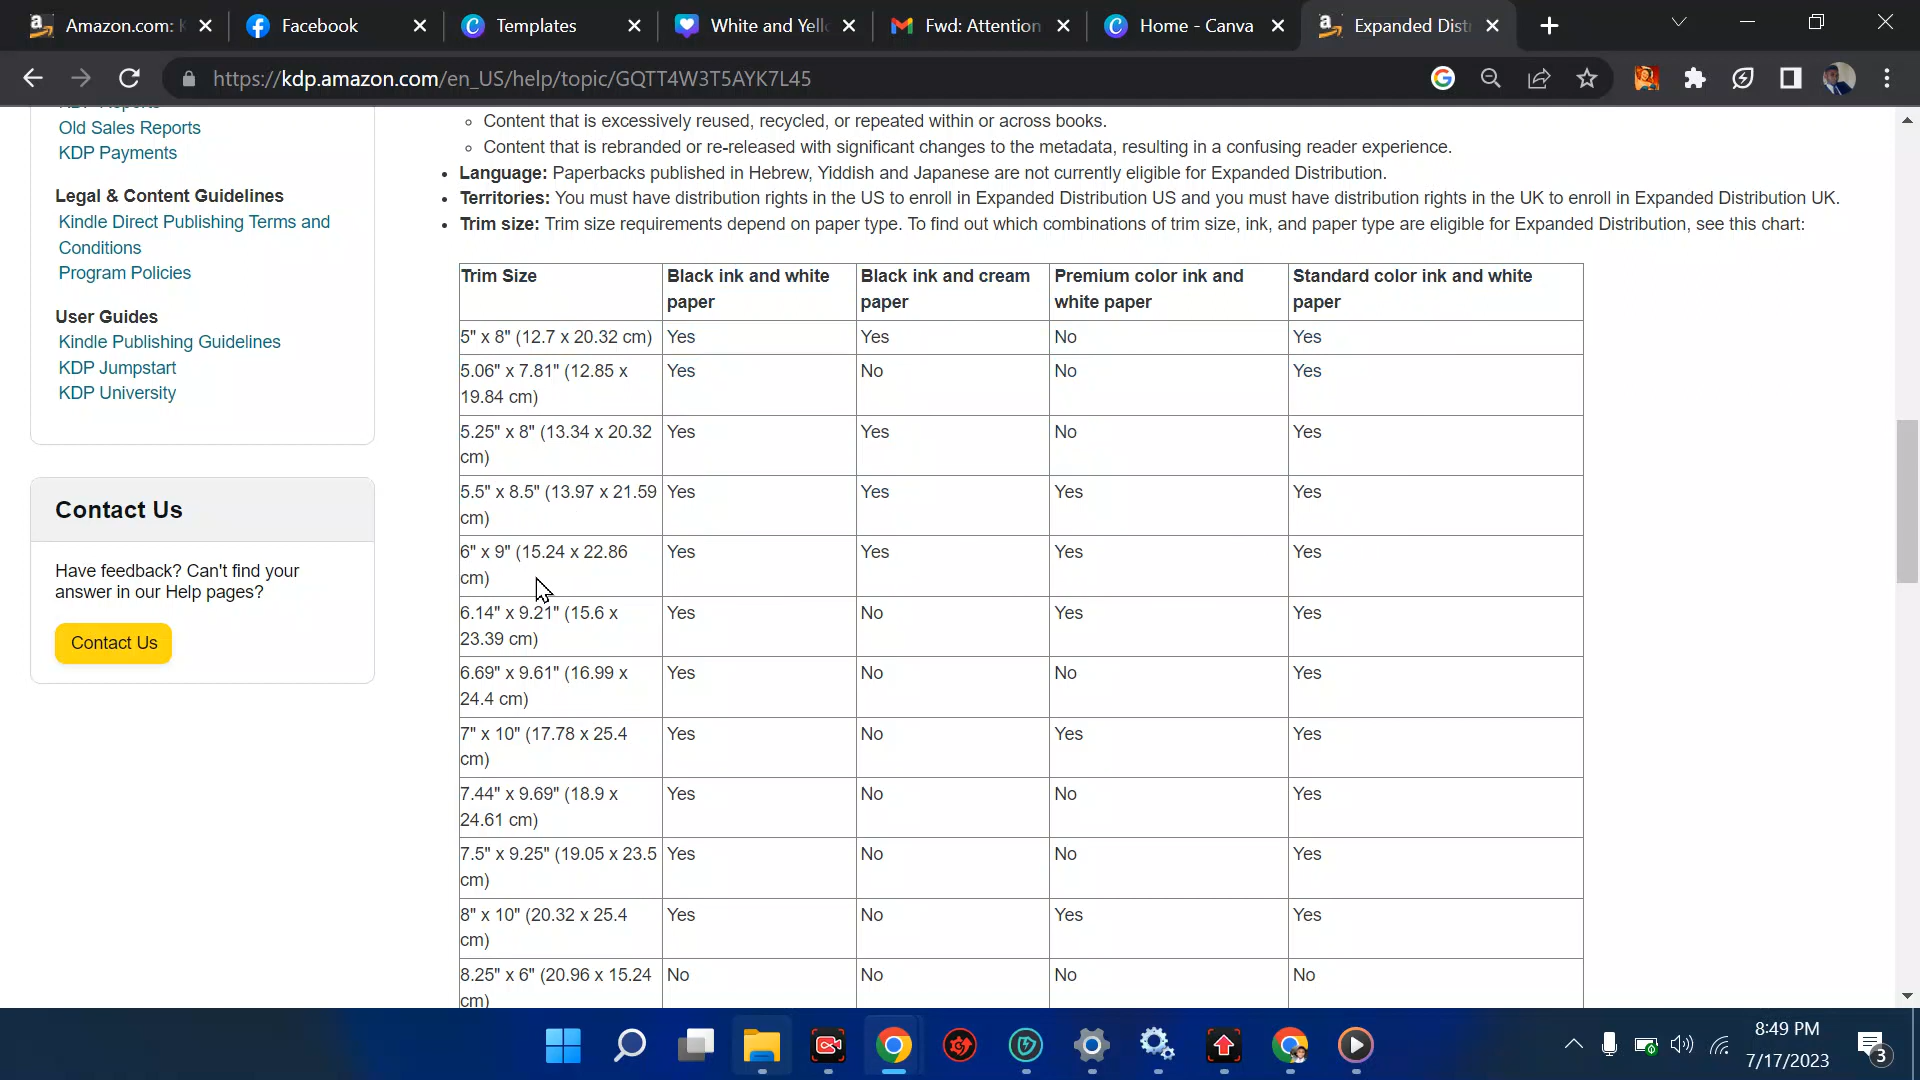 Amazon.com: K
Facebook
Templates
White and Yell
Fwd: Attention
Home - Canva
Expanded Dist
https://kdp.amazon.com/en_US/help/topic/GQTT4W3T5AYK7L45
KDP Reports
Old Sales Reports
KDP Payments
Legal & Content Guidelines
Kindle Direct Publishing Terms and
Conditions
Program Policies
User Guides
Kindle Publishing Guidelines
KDP Jumpstart
KDP University
Contact Us
Have feedback? Can't find your
answer in our Help pages?
Contact Us
Content that is excessively reused, recycled, or repeated within or across books.
Content that is rebranded or re-released with significant changes to the metadata, resulting in a confusing reader experience.
Language: Paperbacks published in Hebrew, Yiddish and Japanese are not currently eligible for Expanded Distribution.
Territories: You must have distribution rights in the US to enroll in Expanded Distribution US and you must have distribution rights in the UK to enroll in Expanded Distribution UK.
Trim size: Trim size requirements depend on paper type. To find out which combinations of trim size, ink, and paper type are eligible for Expanded Distribution, see this chart:
Trim Size
Black ink and white
paper
Black ink and cream
paper
Premium color ink and
white paper
Standard color ink and white
paper
5" x 8" (12.7 x 20.32 cm) Yes Yes No Yes
5.06" x 7.81" (12.85 x Yes No No Yes
19.84 cm)
5.25" x 8" (13.34 x 20.32 Yes Yes No Yes
cm)
5.5" x 8.5" (13.97 x 21.59 Yes Yes Yes Yes
cm)
6" x 9" (15.24 x 22.86 Yes Yes Yes Yes
cm)
6.14" x 9.21" (15.6 x Yes No Yes Yes
23.39 cm)
6.69" x 9.61" (16.99 x Yes No No Yes
24.4 cm)
7" x 10" (17.78 x 25.4 Yes No Yes Yes
cm)
7.44" x 9.69" (18.9 x Yes No No Yes
24.61 cm)
7.5" x 9.25" (19.05 x 23.5 Yes No No Yes
cm)
8" x 10" (20.32 x 25.4 Yes No Yes Yes
cm)
8.25" x 6" (20.96 x 15.24 No No No No
cm)
8:49 PM
7/17/2023
3